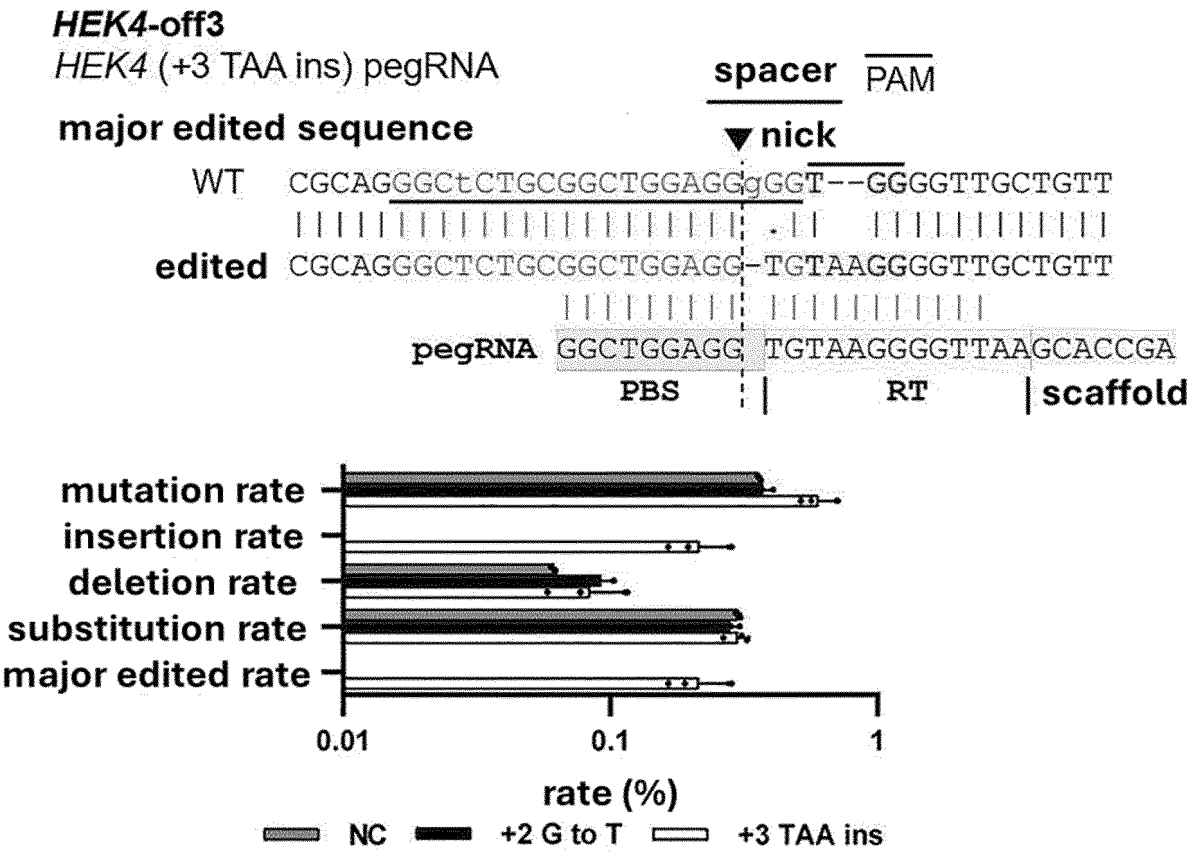 HEK4-off3
HEK4 (+3 TAA ins) pegRNA
spacer PAM
major edited sequence
nick
WT CGCAGGGCtCTGCGGCTGGAGGgGGT--GGGGTTGCTGTT
edited CGCAGGGCTCTGCGGCTGGAGG-TGTAAGGGGTTGCTGTT
pegRNA GGCTGGAGG TGTAAGGGGTTAAGCACCGA
PBS RT scaffold
mutation rate
insertion rate
deletion rate
substitution rate
major edited rate
0.01 0.1 1
rate (%)
NC +2 G to T +3 TAA ins